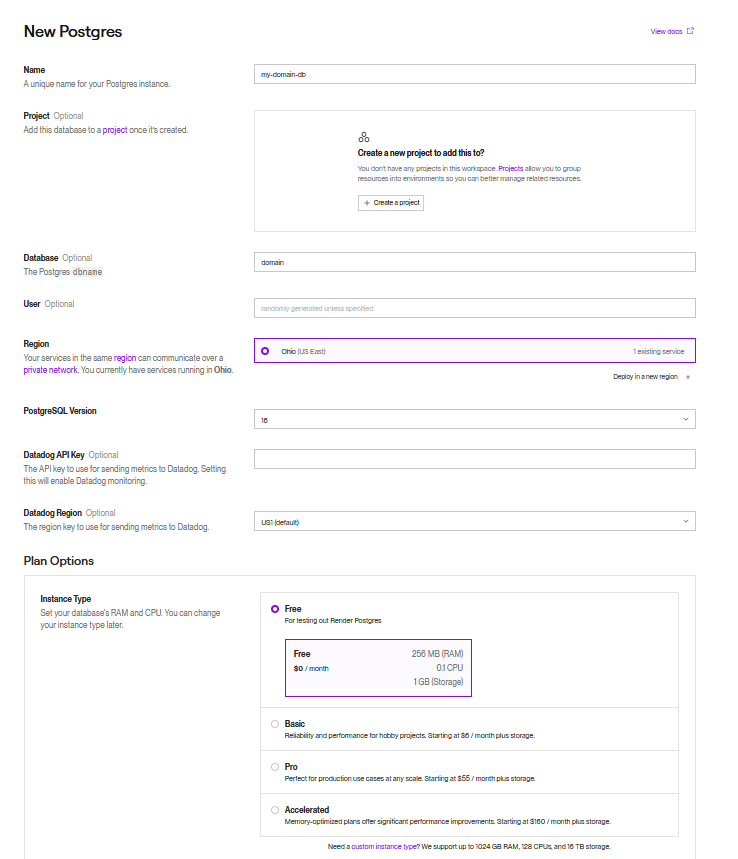 New Postgres
View docs
Name
A unique name for your Postgres instance.
my-domain-db
Project Optional
Add this database to a project once it's created.
Create a new project to add this to?
You don't have any projects in this workspace. Projects allow you to group
resources into environments so you can better manage related resources.
+ Create a project
Database Optional
The Postgres dbname
domain
User Optional
randomly generated unless specified
Region
Your services in the same region can communicate over a
private network. You currently have services running in Ohio.
Ohio (US East)
1 existing service
Deploy in a new region +
PostgreSQL Version
16
Datadog API Key Optional
The API key to use for sending metrics to Datadog. Setting
this will enable Datadog monitoring.
Datadog Region Optional
The region key to use for sending metrics to Datadog.
US1 (default)
Plan Options
Instance Type
Set your database's RAM and CPU. You can change
your instance type later.
Free
For testing out Render Postgres
Free
256 MB (RAM)
$0 / month
0.1 CPU
1 GB (Storage)
Basic
Reliability and performance for hobby projects. Starting at $6 / month plus storage.
Pro
Perfect for production use cases at any scale. Starting at $55 / month plus storage.
Accelerated
Memory-optimized plans offer significant performance improvements. Starting at $160 / month plus storage.
Need a custom instance type? We support up to 1024 GB RAM, 128 CPUs, and 16 TB storage.